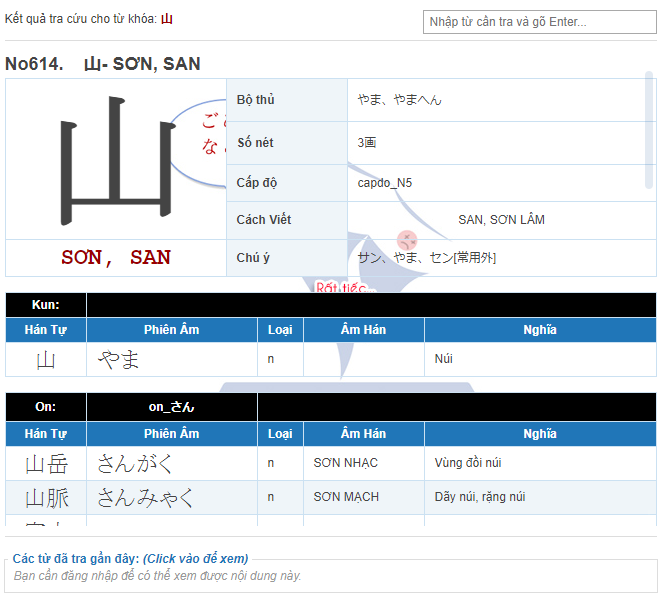 Kết quả tra cứu cho từ khóa: 山
Nhập từ cần tra và gõ Enter...
No614. 山- SƠN, SAN
山
SƠN, SAN
Bộ thủ やま、やまへん
Số nét 3画
Cấp độ capdo_N5
Cách Viết SAN, SƠN LÂM
Chú ý サン、やま、セン[常用外]
Rất tiếc...
Kun:
Hán Tự Phiên Âm Loại Âm Hán Nghĩa
山 やま n Núi
On: on_さん
Hán Tự Phiên Âm Loại Âm Hán Nghĩa
山岳 さんがく n SƠN NHẠC Vùng đồi núi
山脈 さんみゃく n SƠN MẠCH Dãy núi, rặng núi
Các từ đã tra gần đây: (Click vào để xem)
Bạn cần đăng nhập để có thể xem được nội dung này.